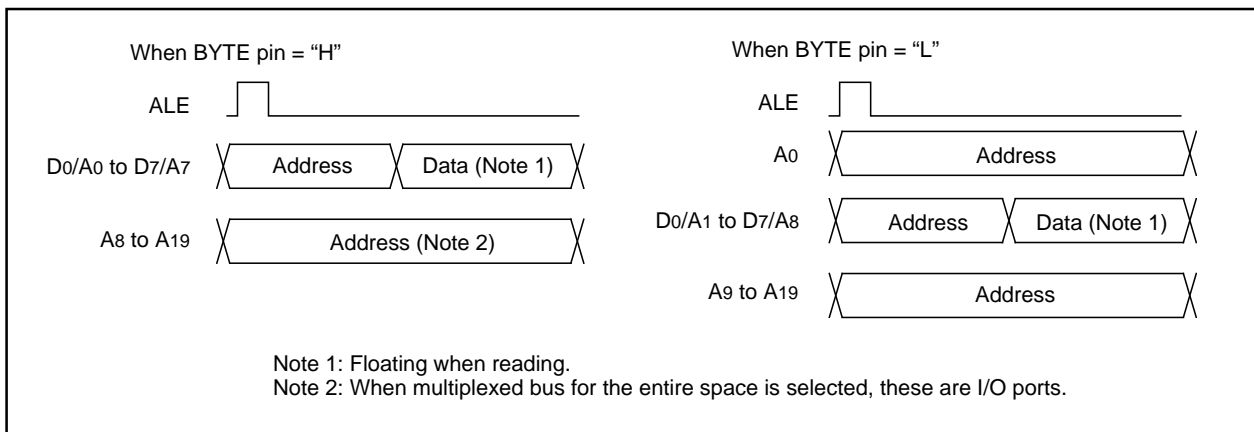 When BYTE pin = “H”
ALE
D0/A0 to D7/A7
Address
Data (Note 1)
A8 to A19
Address (Note 2)
When BYTE pin = “L”
ALE
A0
Address
D0/A1 to D7/A8
Address
Data (Note 1)
A9 to A19
Address
Note 1: Floating when reading.
Note 2: When multiplexed bus for the entire space is selected, these are I/O ports.